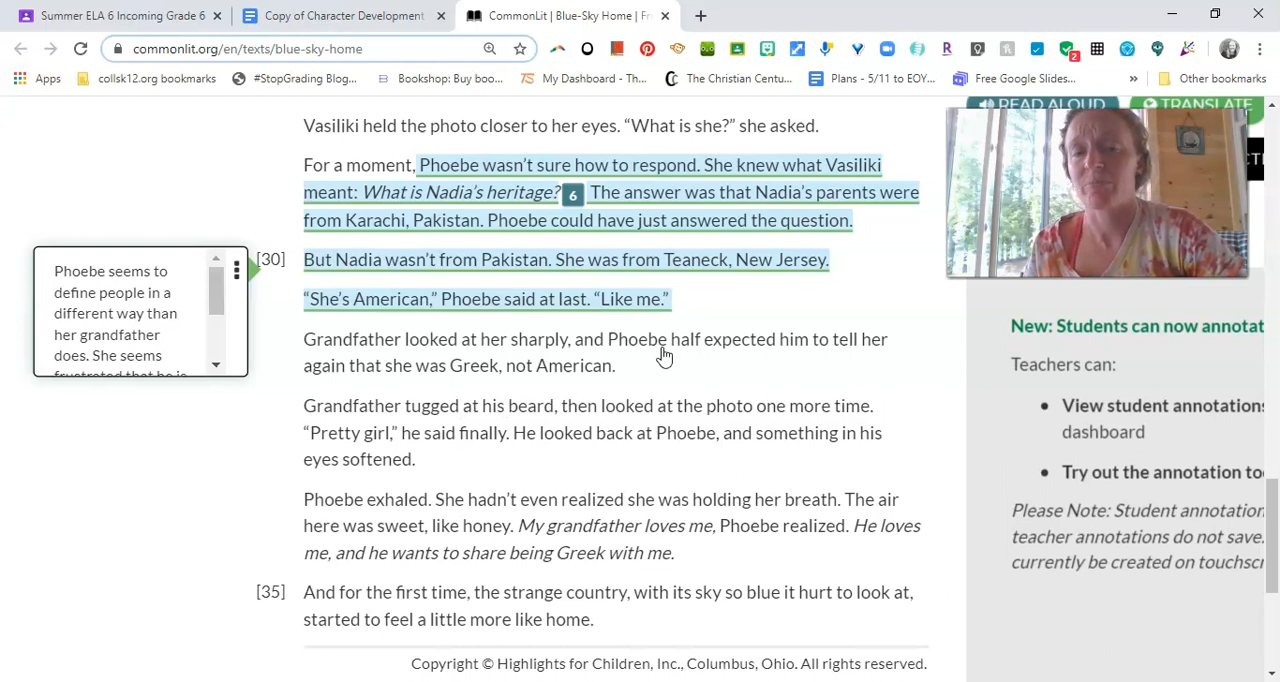 Summer ELA 6 Incoming Grade 6
Copy of Character Development
CommonLit | Blue-Sky Home | Fr
commonlit.org/en/texts/blue-sky-home
2
Apps
collsk12.org bookmarks
#StopGrading Blog...
Bookshop: Buy boo...
TS
My Dashboard - Th...
The Christian Centu...
Plans - 5/11 to EOY...
Free Google Slides...
Other bookmarks
READ ALOUD
TRANSLATE
Vasiliki held the photo closer to her eyes. “What is she?” she asked.
For a moment, Phoebe wasn’t sure how to respond. She knew what Vasiliki
meant: What is Nadia’s heritage? 6 The answer was that Nadia’s parents were
from Karachi, Pakistan. Phoebe could have just answered the question.
[30] But Nadia wasn’t from Pakistan. She was from Teaneck, New Jersey.
“She’s American,” Phoebe said at last. “Like me.”
Grandfather looked at her sharply, and Phoebe half expected him to tell her
again that she was Greek, not American.
Grandfather tugged at his beard, then looked at the photo one more time.
“Pretty girl,” he said finally. He looked back at Phoebe, and something in his
eyes softened.
Phoebe exhaled. She hadn’t even realized she was holding her breath. The air
here was sweet, like honey. My grandfather loves me, Phoebe realized. He loves
me, and he wants to share being Greek with me.
[35] And for the first time, the strange country, with its sky so blue it hurt to look at,
started to feel a little more like home.
Copyright © Highlights for Children, Inc., Columbus, Ohio. All rights reserved.
Phoebe seems to
define people in a
different way than
her grandfather
does. She seems
frustrated that he is
New: Students can now annotat
Teachers can:
View student annotations
dashboard
Try out the annotation to
Please Note: Student annotation
teacher annotations do not save.
currently be created on touchscr